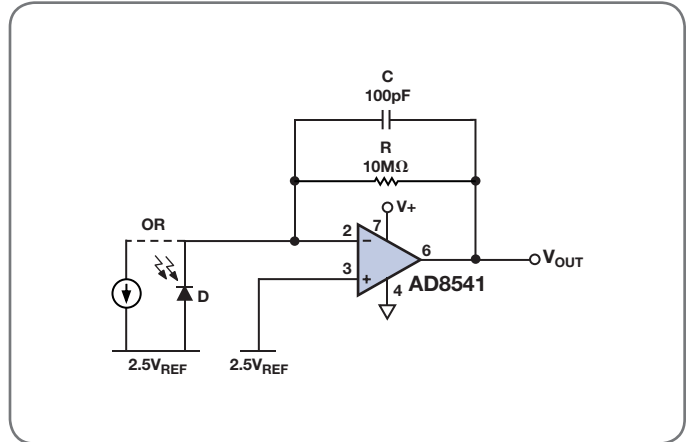 C
100pF
R
10MΩ
V+
OR
2
7
6
VOUT
3
4
AD8541
D
2.5VREF
2.5VREF
−
+